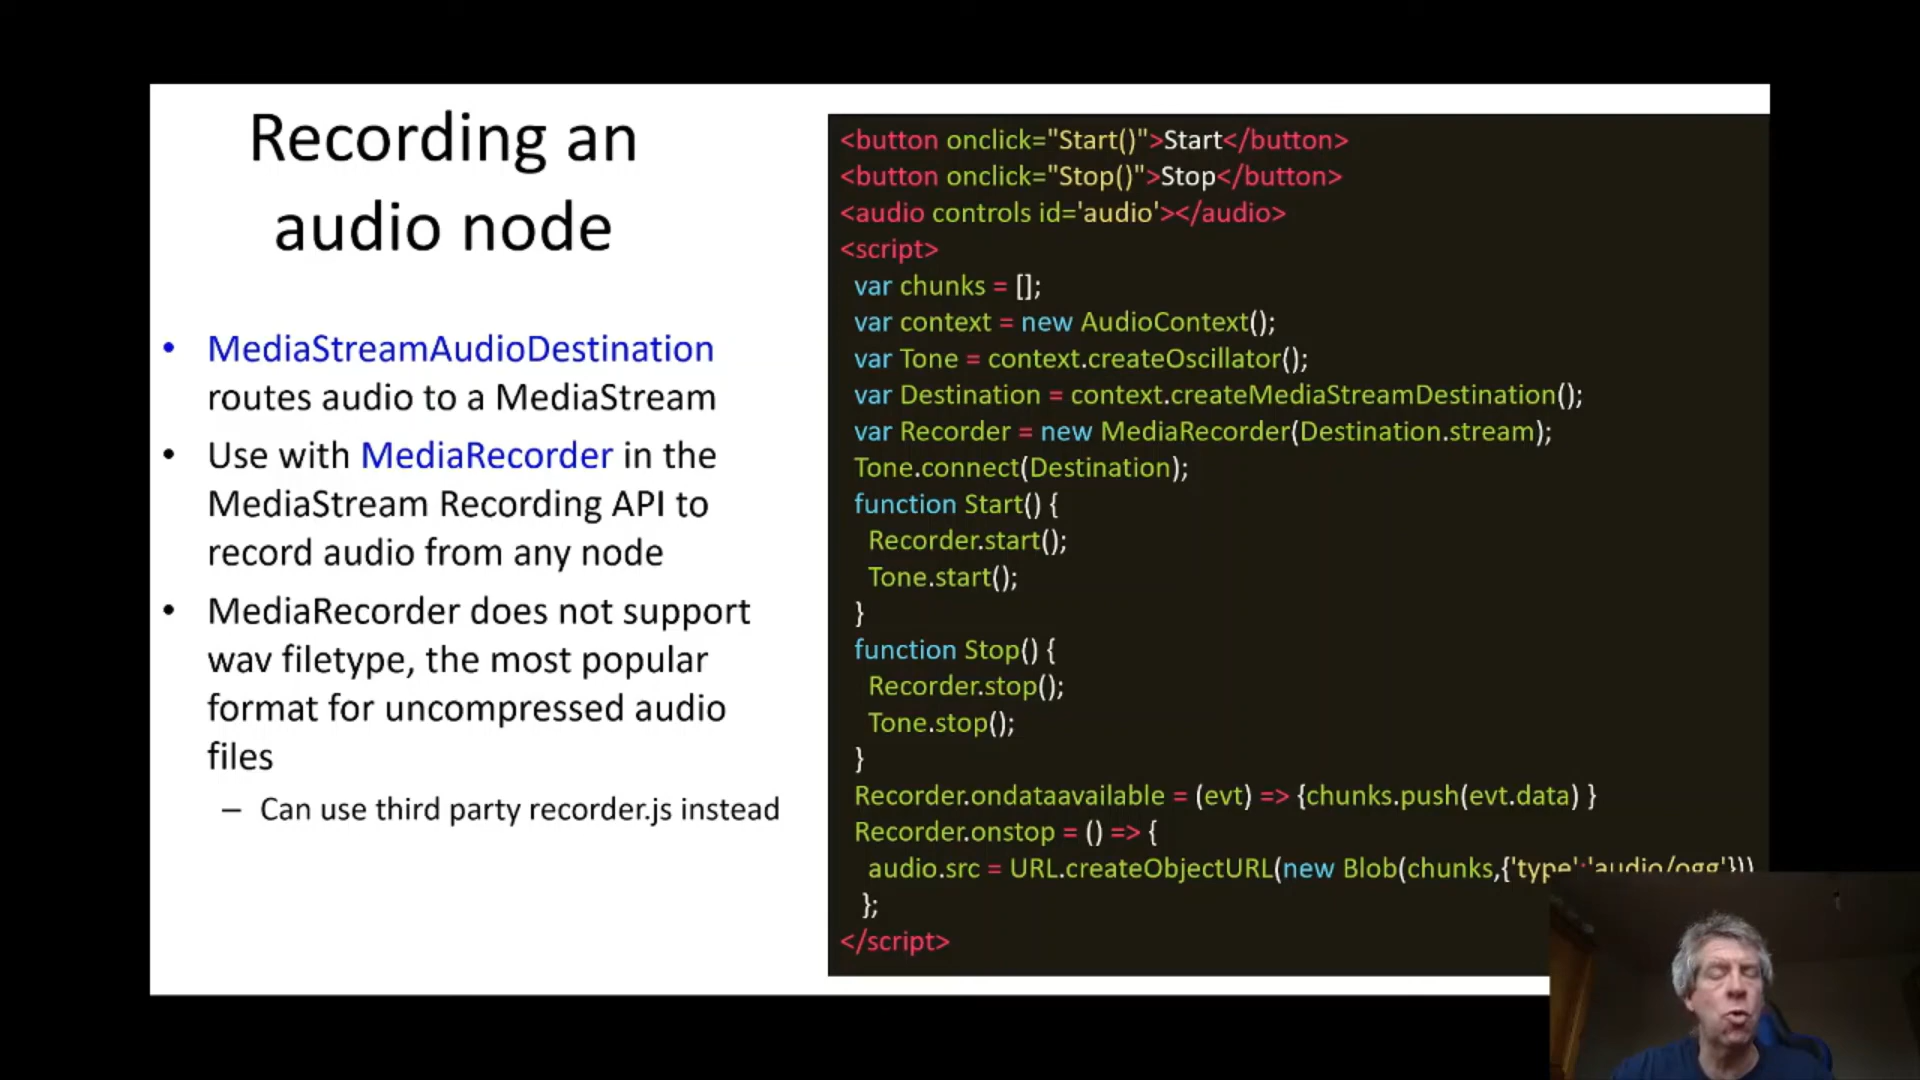 Recording an
audio node
• MediaStreamAudioDestination
routes audio to a MediaStream
• Use with MediaRecorder in the
MediaStream Recording API to
record audio from any node
• MediaRecorder does not support
wav filetype, the most popular
format for uncompressed audio
files
– Can use third party recorder.js instead
<button onclick="Start()">Start</button>
<button onclick="Stop()">Stop</button>
<audio controls id='audio'></audio>
<script>
var chunks = [];
var context = new AudioContext();
var Tone = context.createOscillator();
var Destination = context.createMediaStreamDestination();
var Recorder = new MediaRecorder(Destination.stream);
Tone.connect(Destination);
function Start() {
Recorder.start();
Tone.start();
}
function Stop() {
Recorder.stop();
Tone.stop();
}
Recorder.ondataavailable = (evt) => {chunks.push(evt.data) }
Recorder.onstop = () => {
audio.src = URL.createObjectURL(new Blob(chunks,{'type':'audio/ogg'}))
};
</script>